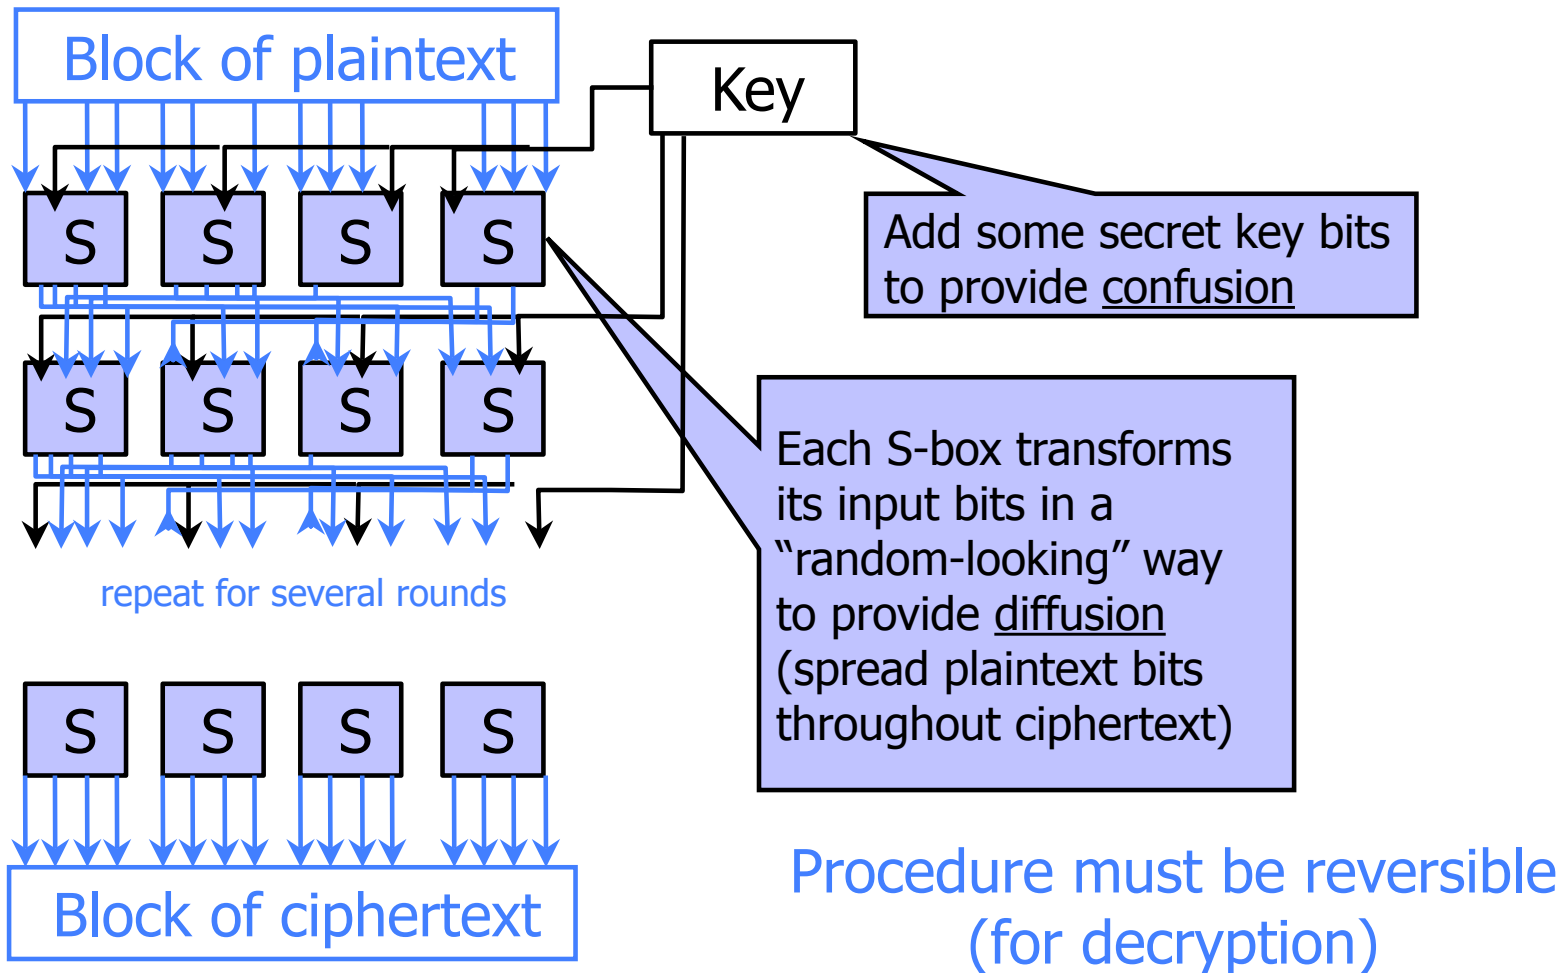 Block of plaintext
Key
Add some secret key bits
to provide confusion
S S S S
S S S S
Each S-box transforms
its input bits in a
“random-looking” way
to provide diffusion
(spread plaintext bits
throughout ciphertext)
repeat for several rounds
S S S S
Block of ciphertext
Procedure must be reversible
(for decryption)